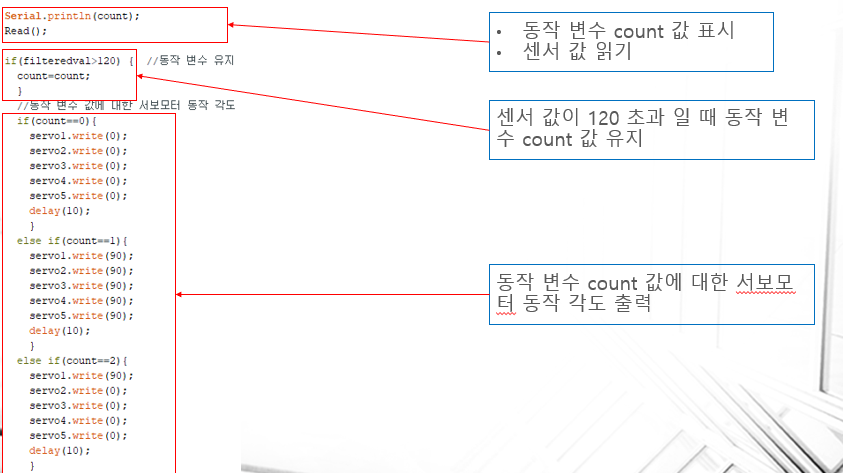 Serial.println(count);
Read();
if(filteredval>120) {  //동작 변수 유지
count=count;
}
//동작 변수 값에 대한 서보모터 동작 각도
if(count==0){
servo1.write(0);
servo2.write(0);
servo3.write(0);
servo4.write(0);
servo5.write(0);
delay(10);
}
else if(count==1){
servo1.write(90);
servo2.write(90);
servo3.write(90);
servo4.write(90);
servo5.write(90);
delay(10);
}
else if(count==2){
servo1.write(90);
servo2.write(0);
servo3.write(0);
servo4.write(0);
servo5.write(0);
delay(10);
}
• 동작 변수 count 값 표시
• 센서 값 읽기
센서 값이 120 초과 일 때 동작 변
수 count 값 유지
동작 변수 count 값에 대한 서보모
터 동작 각도 출력